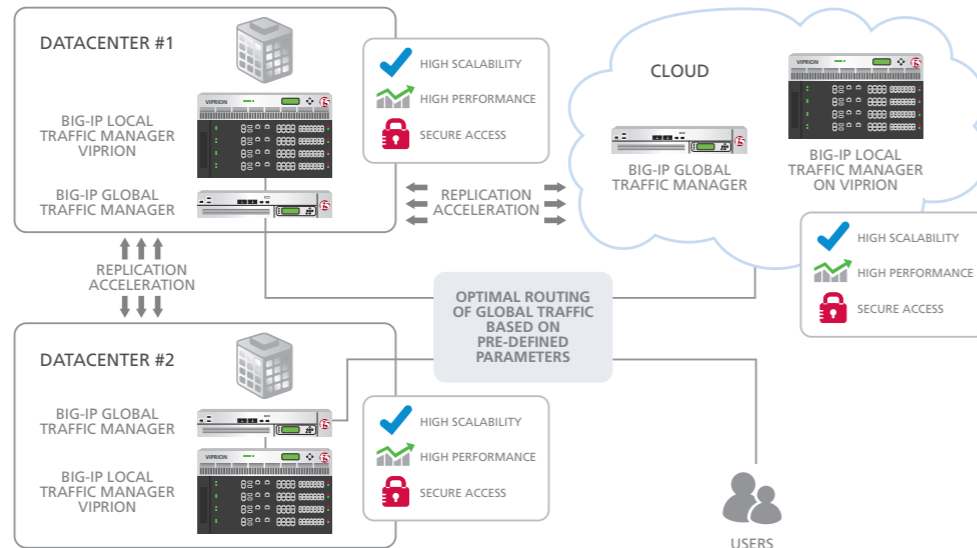 DATACENTER #1
VIPRION
BIG-IP LOCAL
TRAFFIC MANAGER
VIPRION
BIG-IP GLOBAL
TRAFFIC MANAGER
HIGH SCALABILITY
HIGH PERFORMANCE
SECURE ACCESS
REPLICATION
ACCELERATION
CLOUD
BIG-IP GLOBAL
TRAFFIC MANAGER
VIPRION
BIG-IP LOCAL
TRAFFIC MANAGER
ON VIPRION
HIGH SCALABILITY
HIGH PERFORMANCE
SECURE ACCESS
REPLICATION
ACCELERATION
OPTIMAL ROUTING
OF GLOBAL TRAFFIC
BASED ON
PRE-DEFINED
PARAMETERS
DATACENTER #2
BIG-IP GLOBAL
TRAFFIC MANAGER
VIPRION
BIG-IP LOCAL
TRAFFIC MANAGER
VIPRION
HIGH SCALABILITY
HIGH PERFORMANCE
SECURE ACCESS
USERS